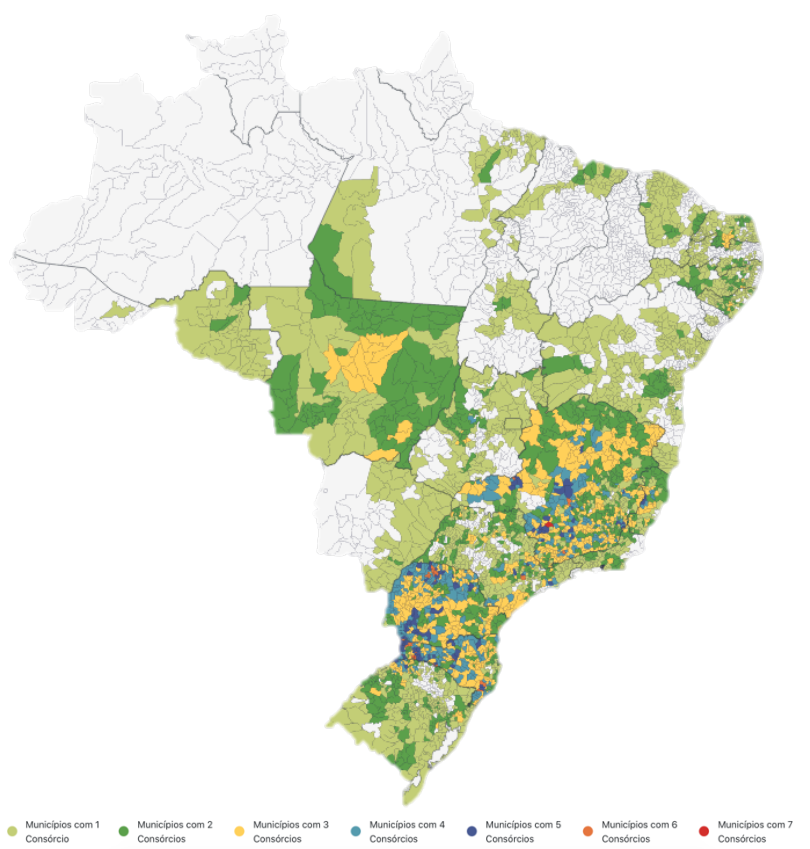 Municípios com 1
Consórcio
Municípios com 2
Consórcios
Municípios com 3
Consórcios
Municípios com 4
Consórcios
Municípios com 5
Consórcios
Municípios com 6
Consórcios
Municípios com 7
Consórcios